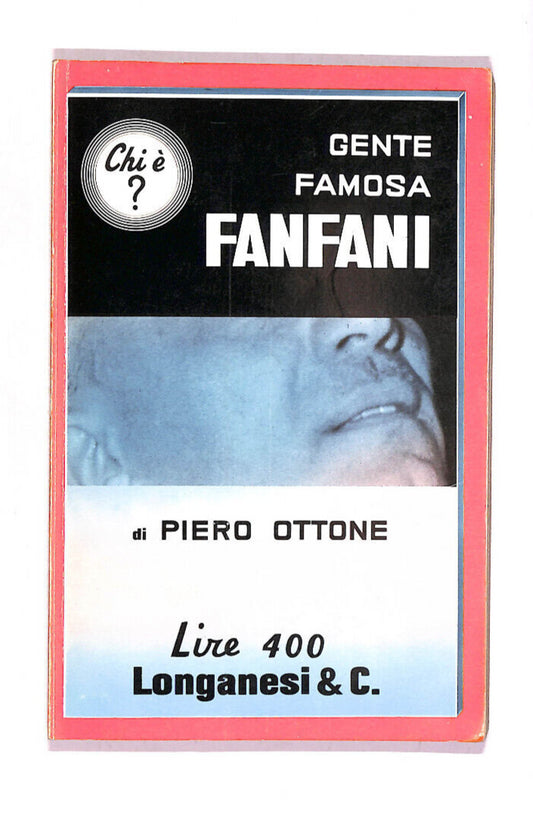 Chi è
?
GENTE
FAMOSA
FANFANI
di PIERO OTTONE
Lire 400
Longanesi & C.